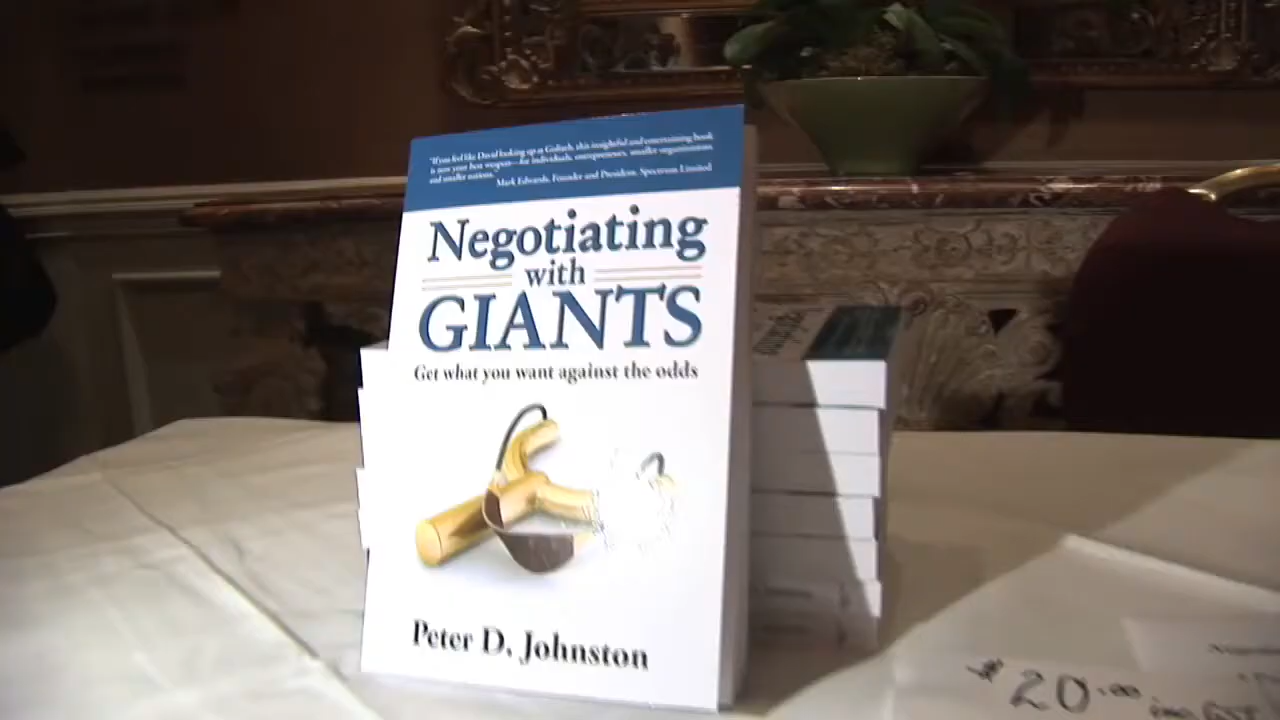 "If you feel like David looking up at Goliath, this insightful and entertaining book
is now your best weapon—for individuals, entrepreneurs, smaller organizations,
and smaller nations."
Mark Edwards, Founder and President, Spectrum Limited
Negotiating
with
GIANTS
Get what you want against the odds
Peter D. Johnston
$20.00